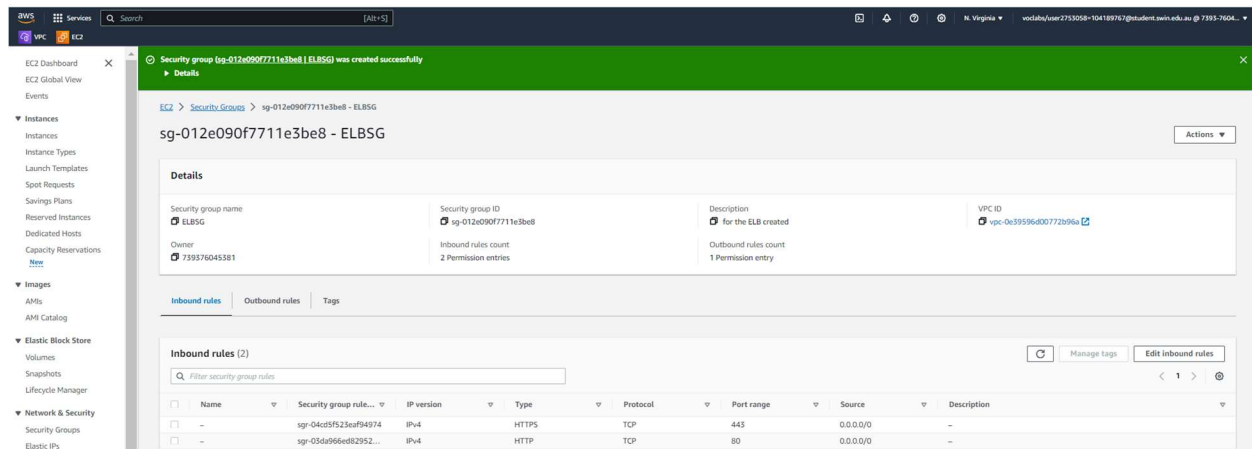 aws Services Search [Alt+S] N. Virginia voclabs/user2753058=104189767@student.swin.edu.au @ 7393-7604...
VPC EC2
EC2 Dashboard
EC2 Global View
Events
Instances
Instances
Instance Types
Launch Templates
Spot Requests
Savings Plans
Reserved Instances
Dedicated Hosts
Capacity Reservations
New
Images
AMIs
AMI Catalog
Elastic Block Store
Volumes
Snapshots
Lifecycle Manager
Network & Security
Security Groups
Elastic IPs
Security group (sg-012e090f7711e3be8 | ELBSG) was created successfully
Details
EC2 > Security Groups > sg-012e090f7711e3be8 - ELBSG
sg-012e090f7711e3be8 - ELBSG
Actions
Details
Security group name Security group ID Description VPC ID
ELBSG sg-012e090f7711e3be8 for the ELB created vpc-0e39596d00772b96a
Owner Inbound rules count Outbound rules count
739376045381 2 Permission entries 1 Permission entry
Inbound rules Outbound rules Tags
Inbound rules (2) Manage tags Edit inbound rules
Filter security group rules < 1 >
Name Security group rule... IP version Type Protocol Port range Source Description
– sgr-04cd5f523eaf94974 IPv4 HTTPS TCP 443 0.0.0.0/0 –
– sgr-03da966ed82952... IPv4 HTTP TCP 80 0.0.0.0/0 –